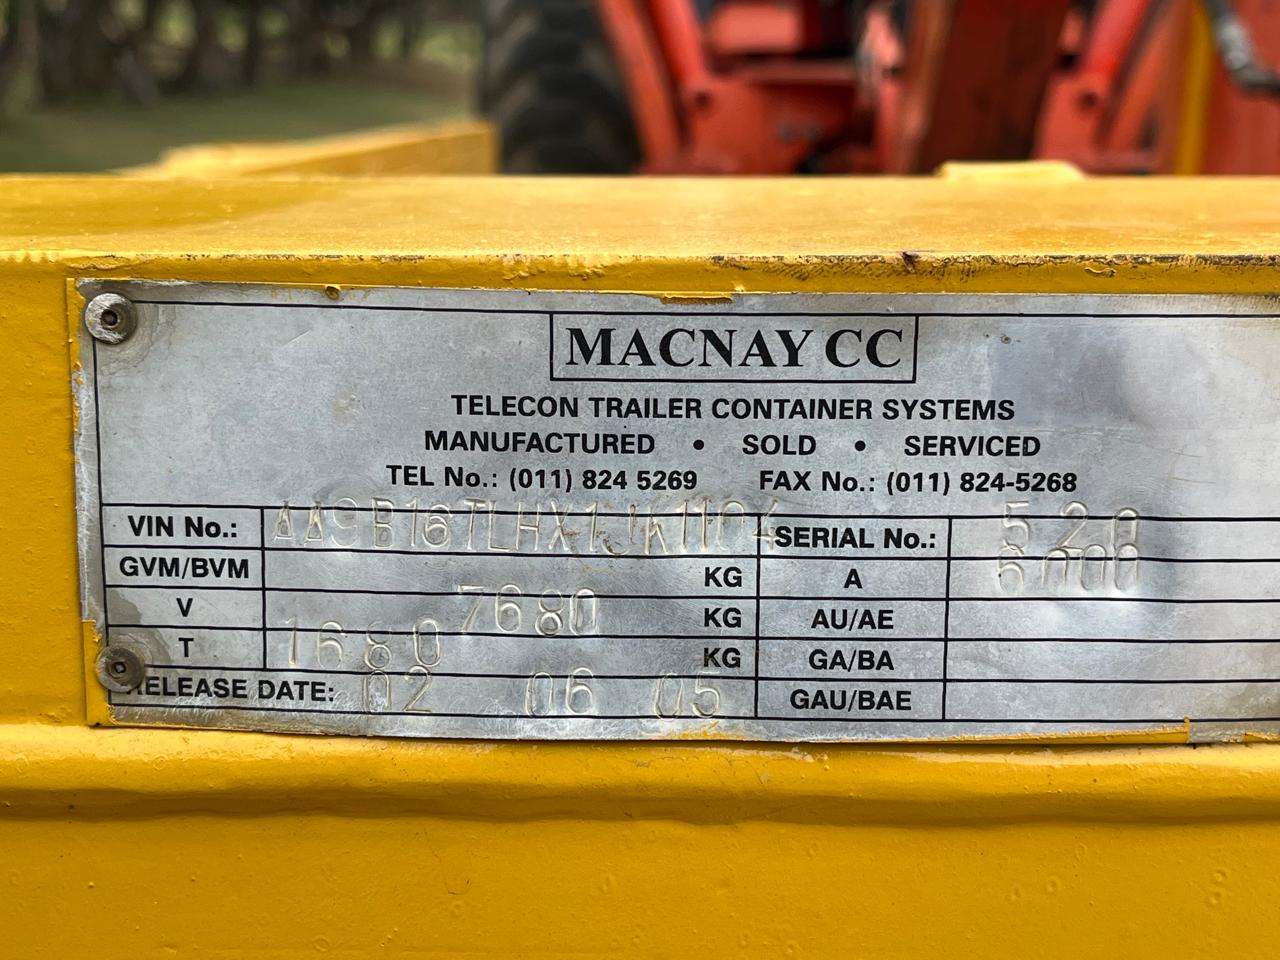 MACNAY CC
TELECON TRAILER CONTAINER SYSTEMS
MANUFACTURED • SOLD • SERVICED
TEL No.: (011) 824 5269 FAX No.: (011) 824-5268
VIN No.: SERIAL No.: 520
GVM/BVM KG A 6000
V 7680 KG AU/AE
T 1680 KG GA/BA
RELEASE DATE: 02 06 05 GAU/BAE